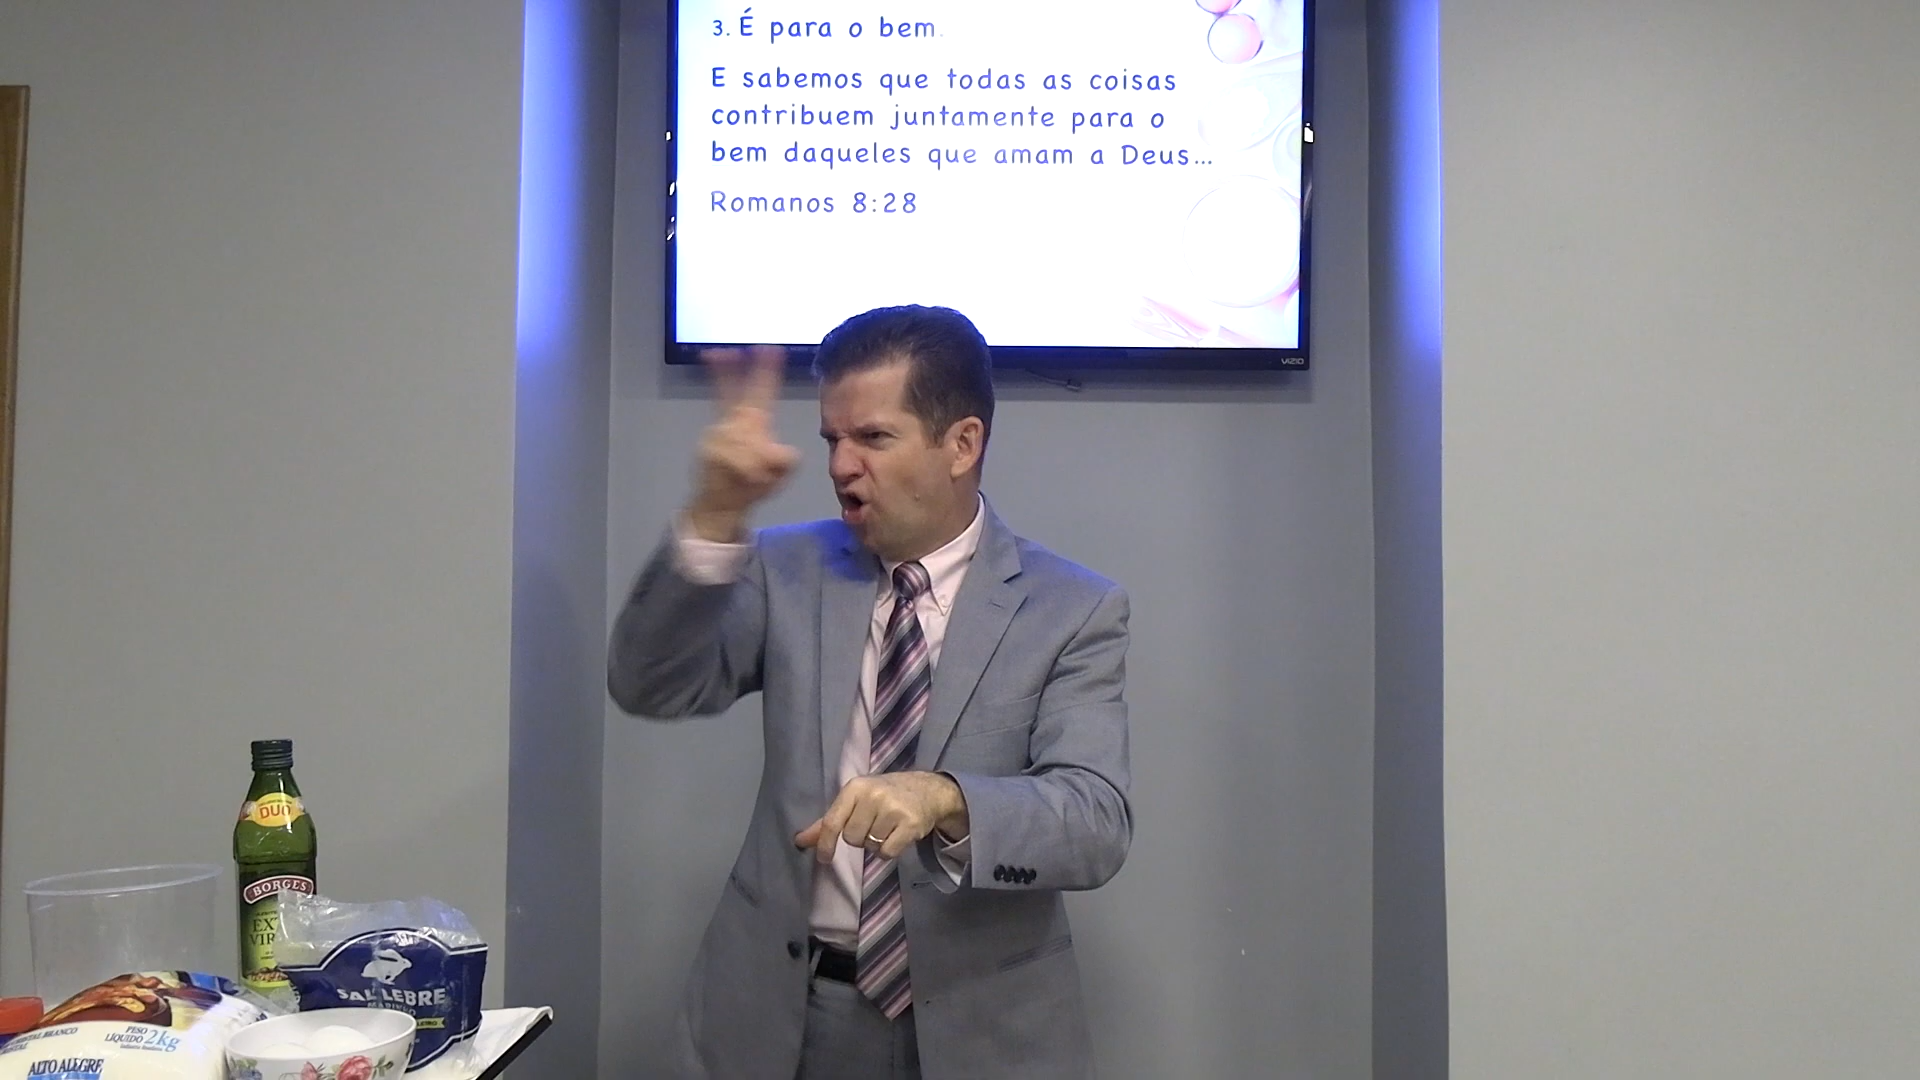 3. É para o bem.
E sabemos que todas as coisas
contribuem juntamente para o
bem daqueles que amam a Deus...
Romanos 8:28
VIZIO
DUO
BORGES
SAL LEBRE
PESO
LÍQUIDO 2kg
ALTO ALEGRE